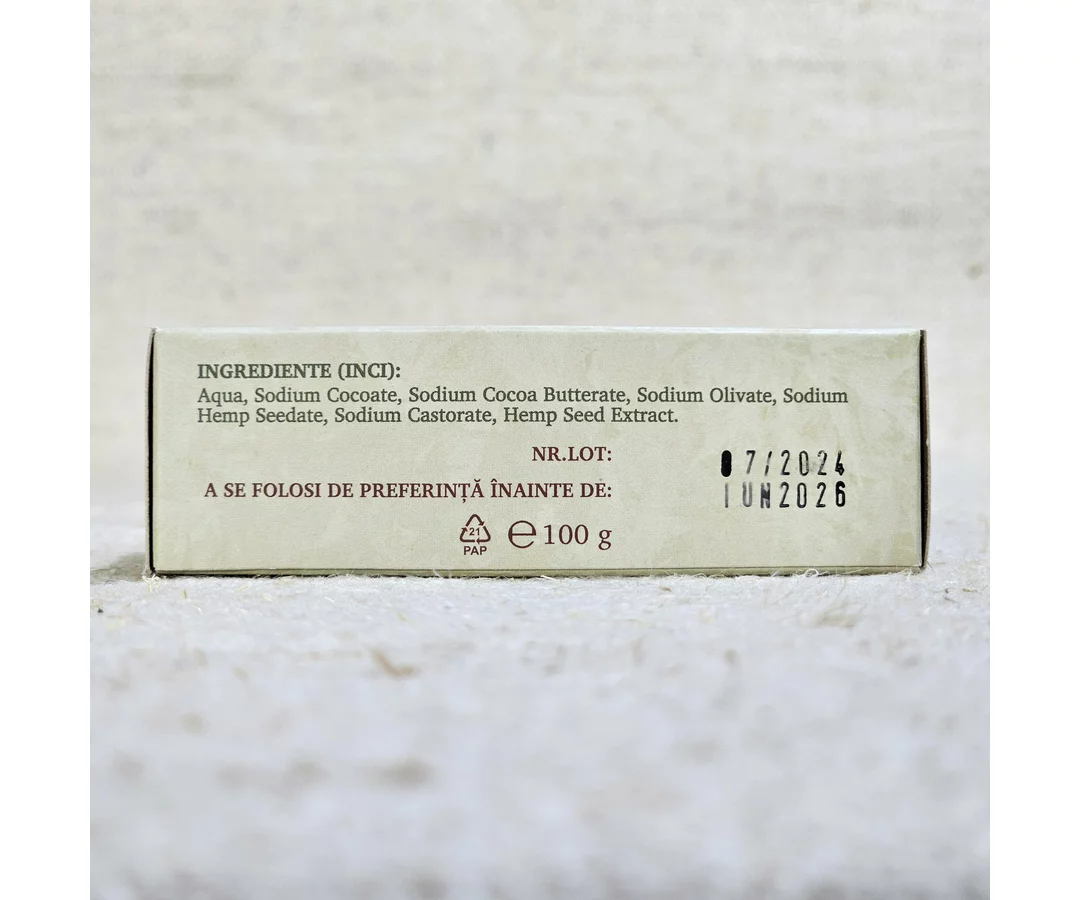 INGREDIENTE (INCI):
Aqua, Sodium Cocoate, Sodium Cocoa Butterate, Sodium Olivate, Sodium
Hemp Seedate, Sodium Castorate, Hemp Seed Extract.
NR.LOT: 07/2024
A SE FOLOSI DE PREFERINȚĂ ÎNAINTE DE: IUN2026
21
PAP
℮100 g